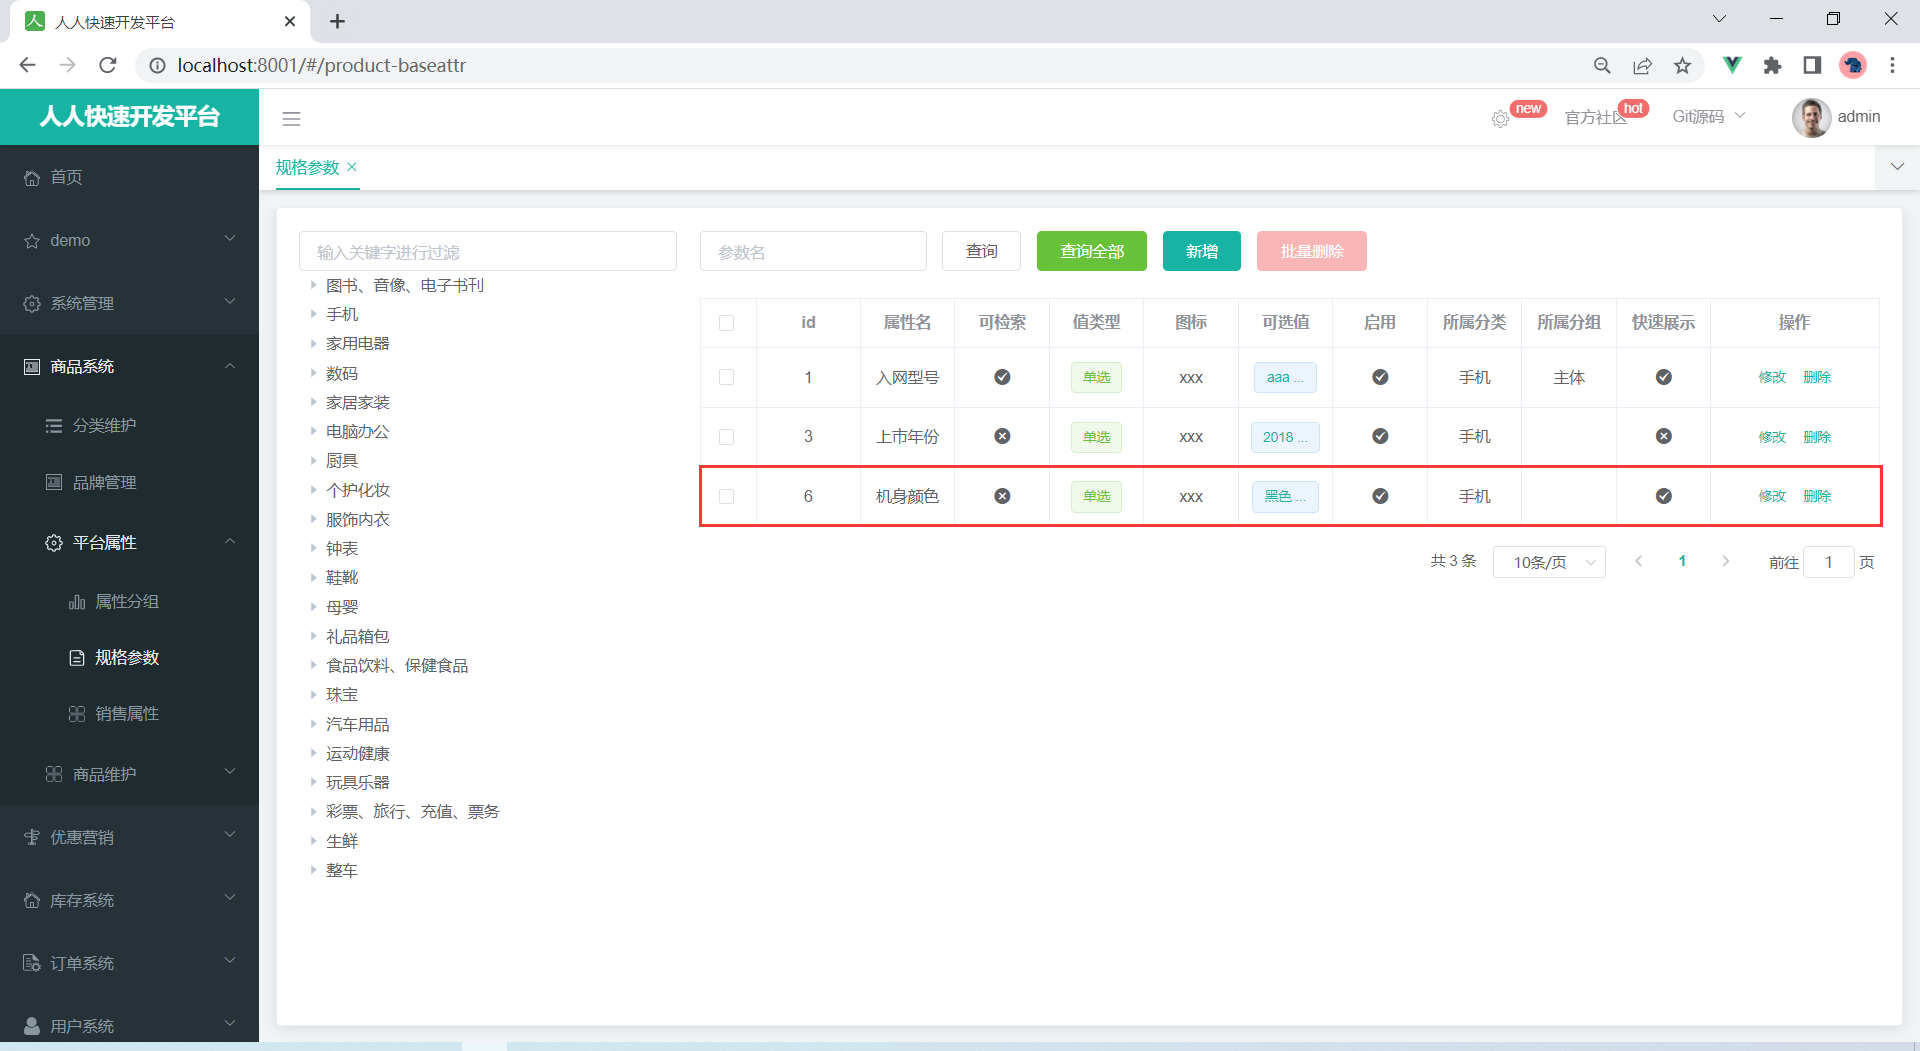 人人快速开发平台
localhost:8001/#/product-baseattr
人人快速开发平台
new
官方社区
hot
Git源码
admin
首页
demo
系统管理
商品系统
分类维护
品牌管理
平台属性
属性分组
规格参数
销售属性
商品维护
优惠营销
库存系统
订单系统
用户系统
规格参数
输入关键字进行过滤
图书、音像、电子书刊
手机
家用电器
数码
家居家装
电脑办公
厨具
个护化妆
服饰内衣
钟表
鞋靴
母婴
礼品箱包
食品饮料、保健食品
珠宝
汽车用品
运动健康
玩具乐器
彩票、旅行、充值、票务
生鲜
整车
参数名 查询 查询全部 新增 批量删除
id 属性名 可检索 值类型 图标 可选值 启用 所属分类 所属分组 快速展示 操作
1 入网型号 单选 xxx aaa ... 手机 主体 修改 删除
3 上市年份 单选 xxx 2018 ... 手机 修改 删除
6 机身颜色 单选 xxx 黑色 ... 手机 修改 删除
共 3 条 10条/页 1 前往 1 页